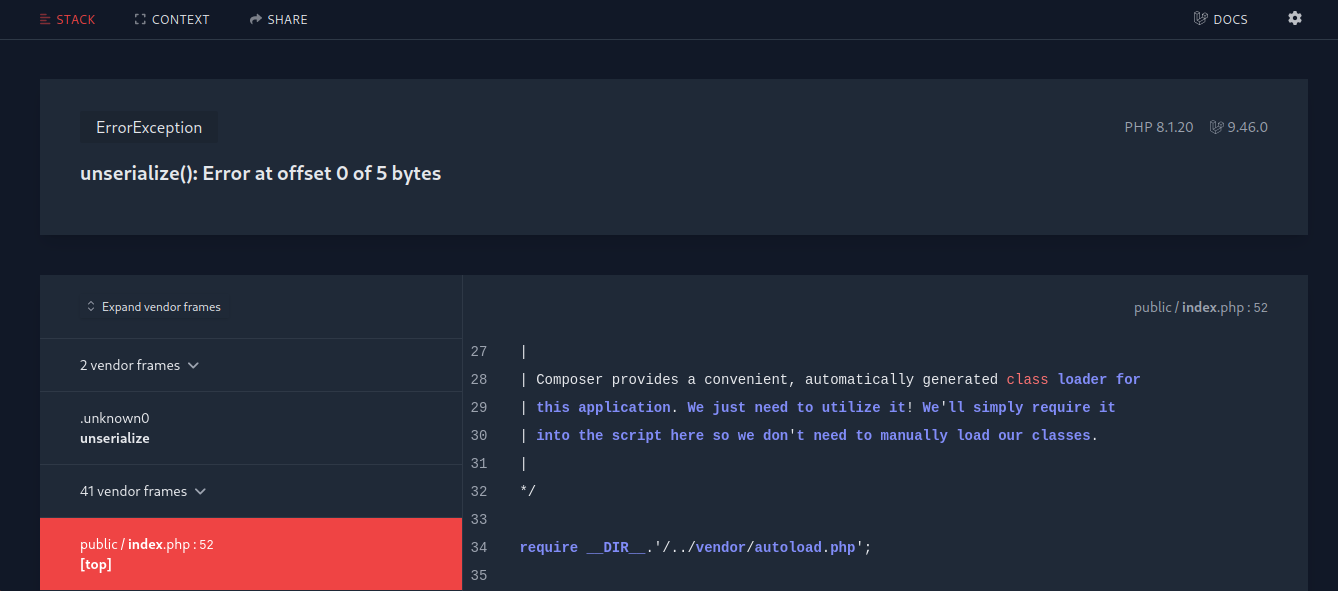 STACK CONTEXT SHARE DOCS
ErrorException PHP 8.1.20 9.46.0
unserialize(): Error at offset 0 of 5 bytes
Expand vendor frames
2 vendor frames
.unknown0
unserialize
41 vendor frames
public / index.php : 52
[top]
public / index.php : 52
27 |
28 | Composer provides a convenient, automatically generated class loader for
29 | this application. We just need to utilize it! We'll simply require it
30 | into the script here so we don't need to manually load our classes.
31 |
32 */
33
34 require __DIR__.'/../vendor/autoload.php';
35